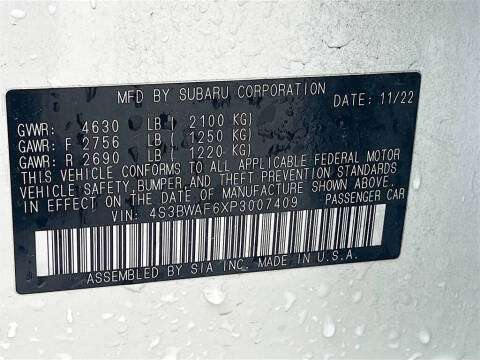 MFD BY SUBARU CORPORATION
DATE: 11/22
GVWR: 4630 LB ( 2100 KG)
GAWR: F 2756 LB ( 1250 KG)
GAWR: R 2690 LB ( 1220 KG)
THIS VEHICLE CONFORMS TO ALL APPLICABLE FEDERAL MOTOR
VEHICLE SAFETY, BUMPER, AND THEFT PREVENTION STANDARDS
IN EFFECT ON THE DATE OF MANUFACTURE SHOWN ABOVE.
VIN: 4S3BWAF6XP3007409 PASSENGER CAR
ASSEMBLED BY SIA INC. MADE IN U.S.A.